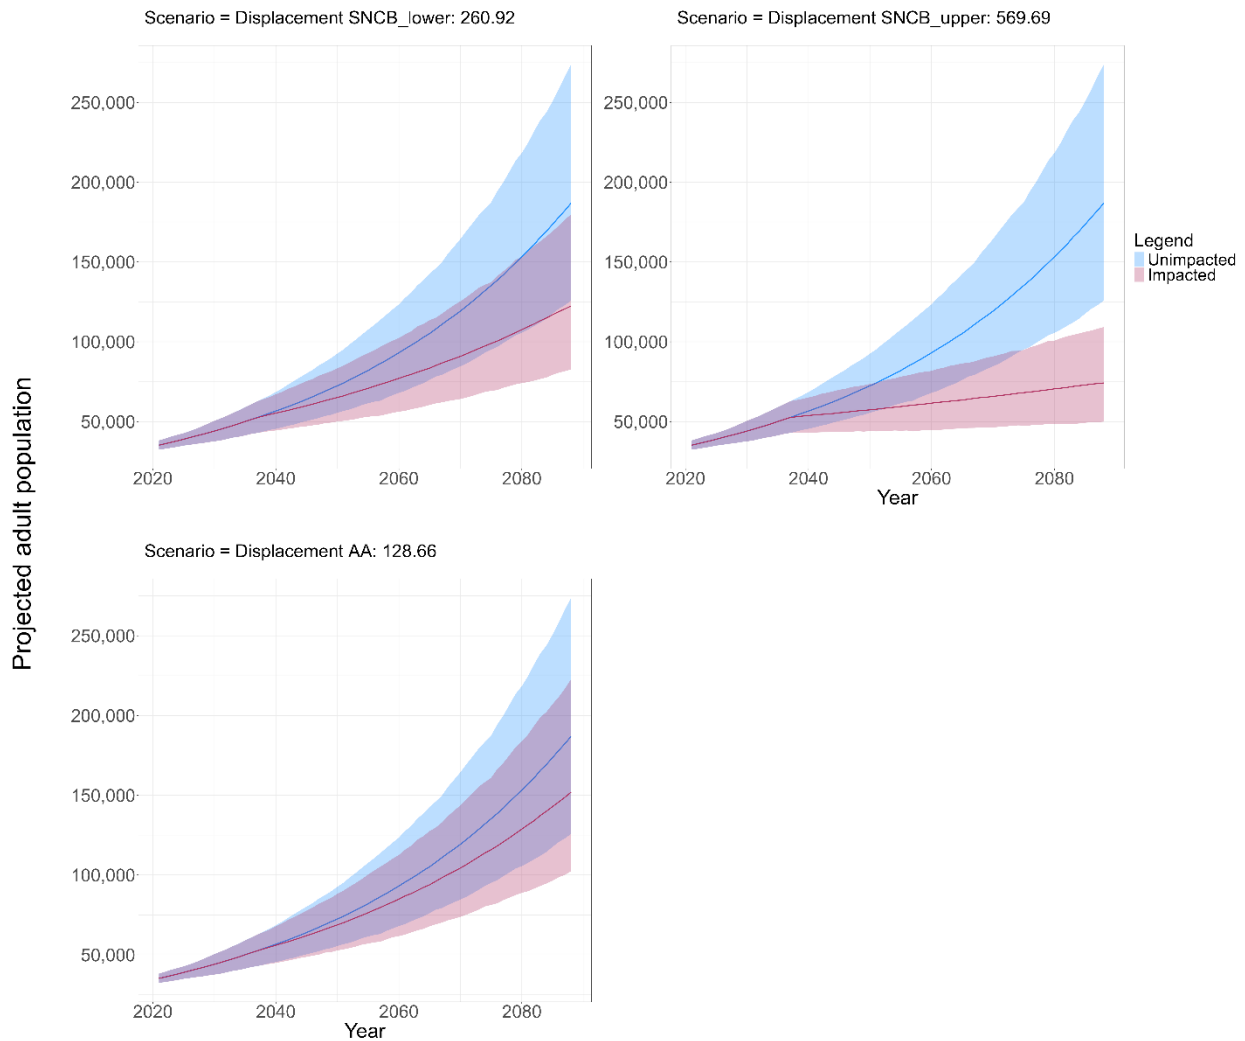 Scenario = Displacement SNCB_lower: 260.92
Scenario = Displacement SNCB_upper: 569.69
Projected adult population
250,000
200,000
150,000
100,000
50,000
2020 2040 2060 2080
250,000
200,000
150,000
100,000
50,000
2020 2040 2060 2080
Year
Legend
Unimpacted
Impacted
Scenario = Displacement AA: 128.66
250,000
200,000
150,000
100,000
50,000
2020 2040 2060 2080
Year